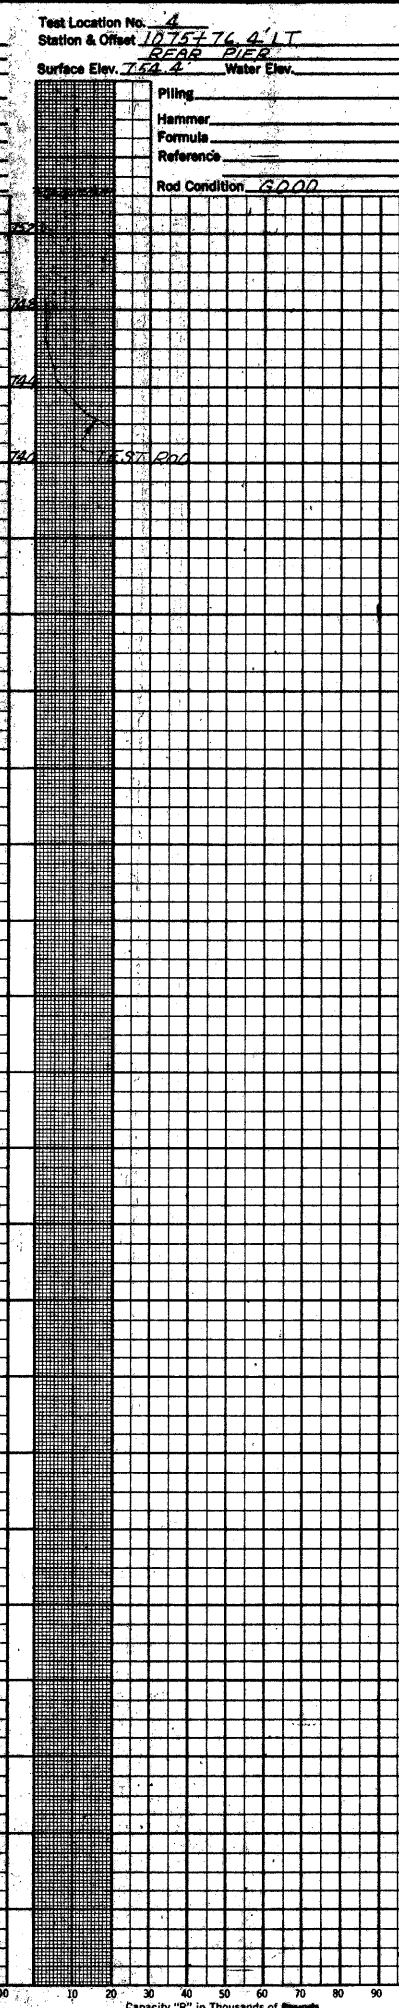 Test Location No. 4
Station & Offset 1075+76, 4' LT
REAR PIER
Surface Elev. 754.4' Water Elev.
Piling
Hammer
Formula
Reference
Rod Condition GOOD
752
748
744
740 TEST ROD
00 10 20 30 40 50 60 70 80 90
Capacity "R" in Thousands of